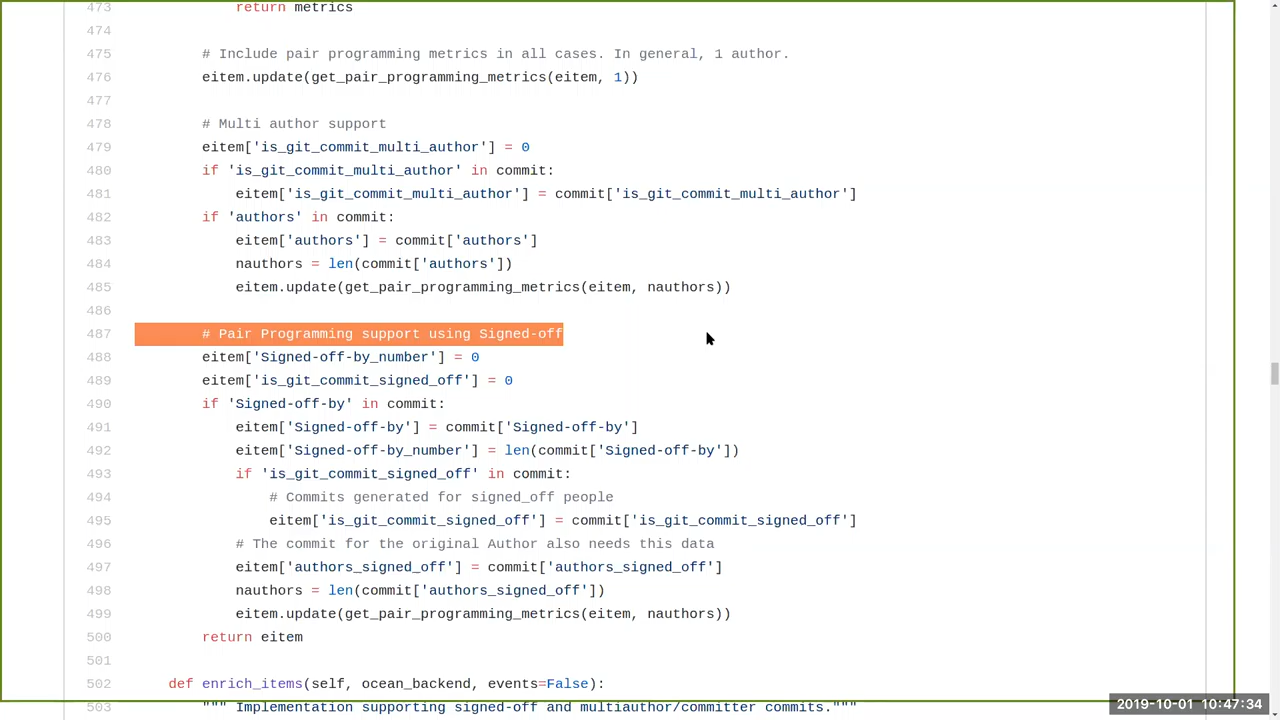 473 return metrics
474
475 # Include pair programming metrics in all cases. In general, 1 author.
476 eitem.update(get_pair_programming_metrics(eitem, 1))
477
478 # Multi author support
479 eitem['is_git_commit_multi_author'] = 0
480 if 'is_git_commit_multi_author' in commit:
481 eitem['is_git_commit_multi_author'] = commit['is_git_commit_multi_author']
482 if 'authors' in commit:
483 eitem['authors'] = commit['authors']
484 nauthors = len(commit['authors'])
485 eitem.update(get_pair_programming_metrics(eitem, nauthors))
486
487 # Pair Programming support using Signed-off
488 eitem['Signed-off-by_number'] = 0
489 eitem['is_git_commit_signed_off'] = 0
490 if 'Signed-off-by' in commit:
491 eitem['Signed-off-by'] = commit['Signed-off-by']
492 eitem['Signed-off-by_number'] = len(commit['Signed-off-by'])
493 if 'is_git_commit_signed_off' in commit:
494 # Commits generated for signed_off people
495 eitem['is_git_commit_signed_off'] = commit['is_git_commit_signed_off']
496 # The commit for the original Author also needs this data
497 eitem['authors_signed_off'] = commit['authors_signed_off']
498 nauthors = len(commit['authors_signed_off'])
499 eitem.update(get_pair_programming_metrics(eitem, nauthors))
500 return eitem
501
502 def enrich_items(self, ocean_backend, events=False):
503 """ Implementation supporting signed-off and multiauthor/committer commits."""
2019-10-01 10:47:34